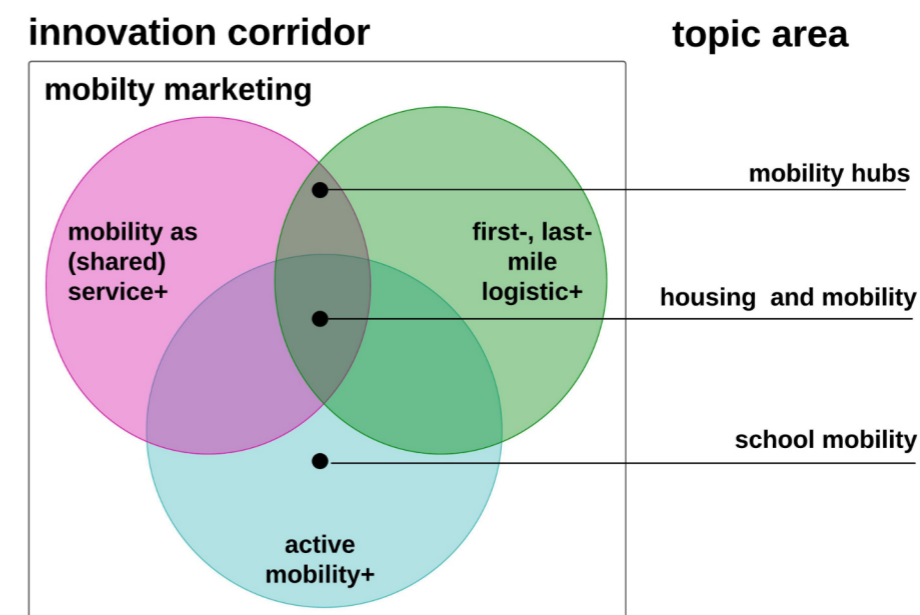 innovation corridor
topic area
mobilty marketing
mobility hubs
mobility as
(shared)
service+
first-, last-
mile
logistic+
housing and mobility
school mobility
active
mobility+